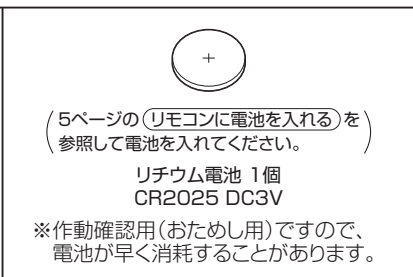 +
5ページの(リモコンに電池を入れる)を
参照して電池を入れてください。
リチウム電池 1個
CR2025 DC3V
※作動確認用(おためし用)ですので、
電池が早く消耗することがあります。